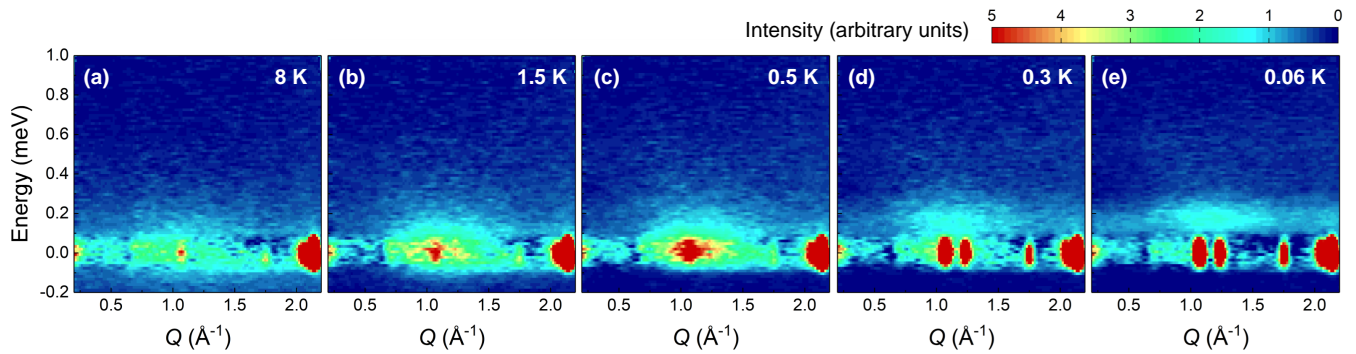 Intensity (arbitrary units)
5 4 3 2 1 0
(a) 8 K
(b) 1.5 K
(c) 0.5 K
(d) 0.3 K
(e) 0.06 K
Energy (meV)
1.0
0.8
0.6
0.4
0.2
0.0
-0.2
0.5 1.0 1.5 2.0
0.5 1.0 1.5 2.0
0.5 1.0 1.5 2.0
0.5 1.0 1.5 2.0
0.5 1.0 1.5 2.0
Q (Å⁻¹)
Q (Å⁻¹)
Q (Å⁻¹)
Q (Å⁻¹)
Q (Å⁻¹)